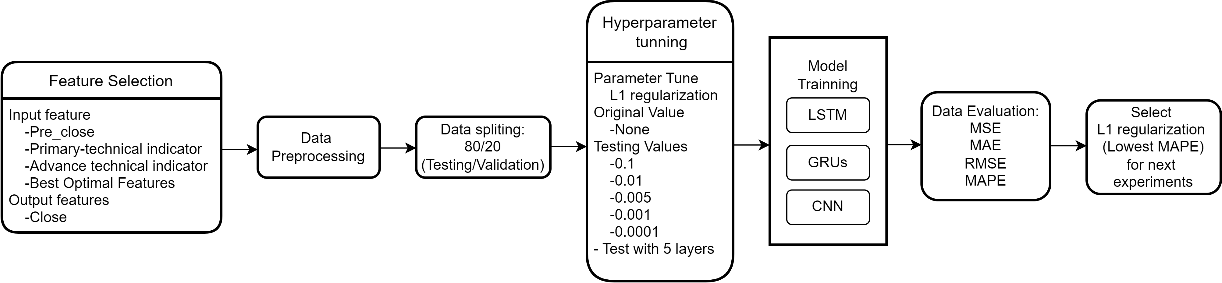 Feature Selection
Input feature
-Pre_close
-Primary-technical indicator
-Advance technical indicator
-Best Optimal Features
Output features
-Close
Data
Preprocessing
Data spliting:
80/20
(Testing/Validation)
Hyperparameter
tunning
Parameter Tune
L1 regularization
Original Value
-None
Testing Values
-0.1
-0.01
-0.005
-0.001
-0.0001
- Test with 5 layers
Model
Trainning
LSTM
GRUs
CNN
Data Evaluation:
MSE
MAE
RMSE
MAPE
Select
L1 regularization
(Lowest MAPE)
for next
experiments